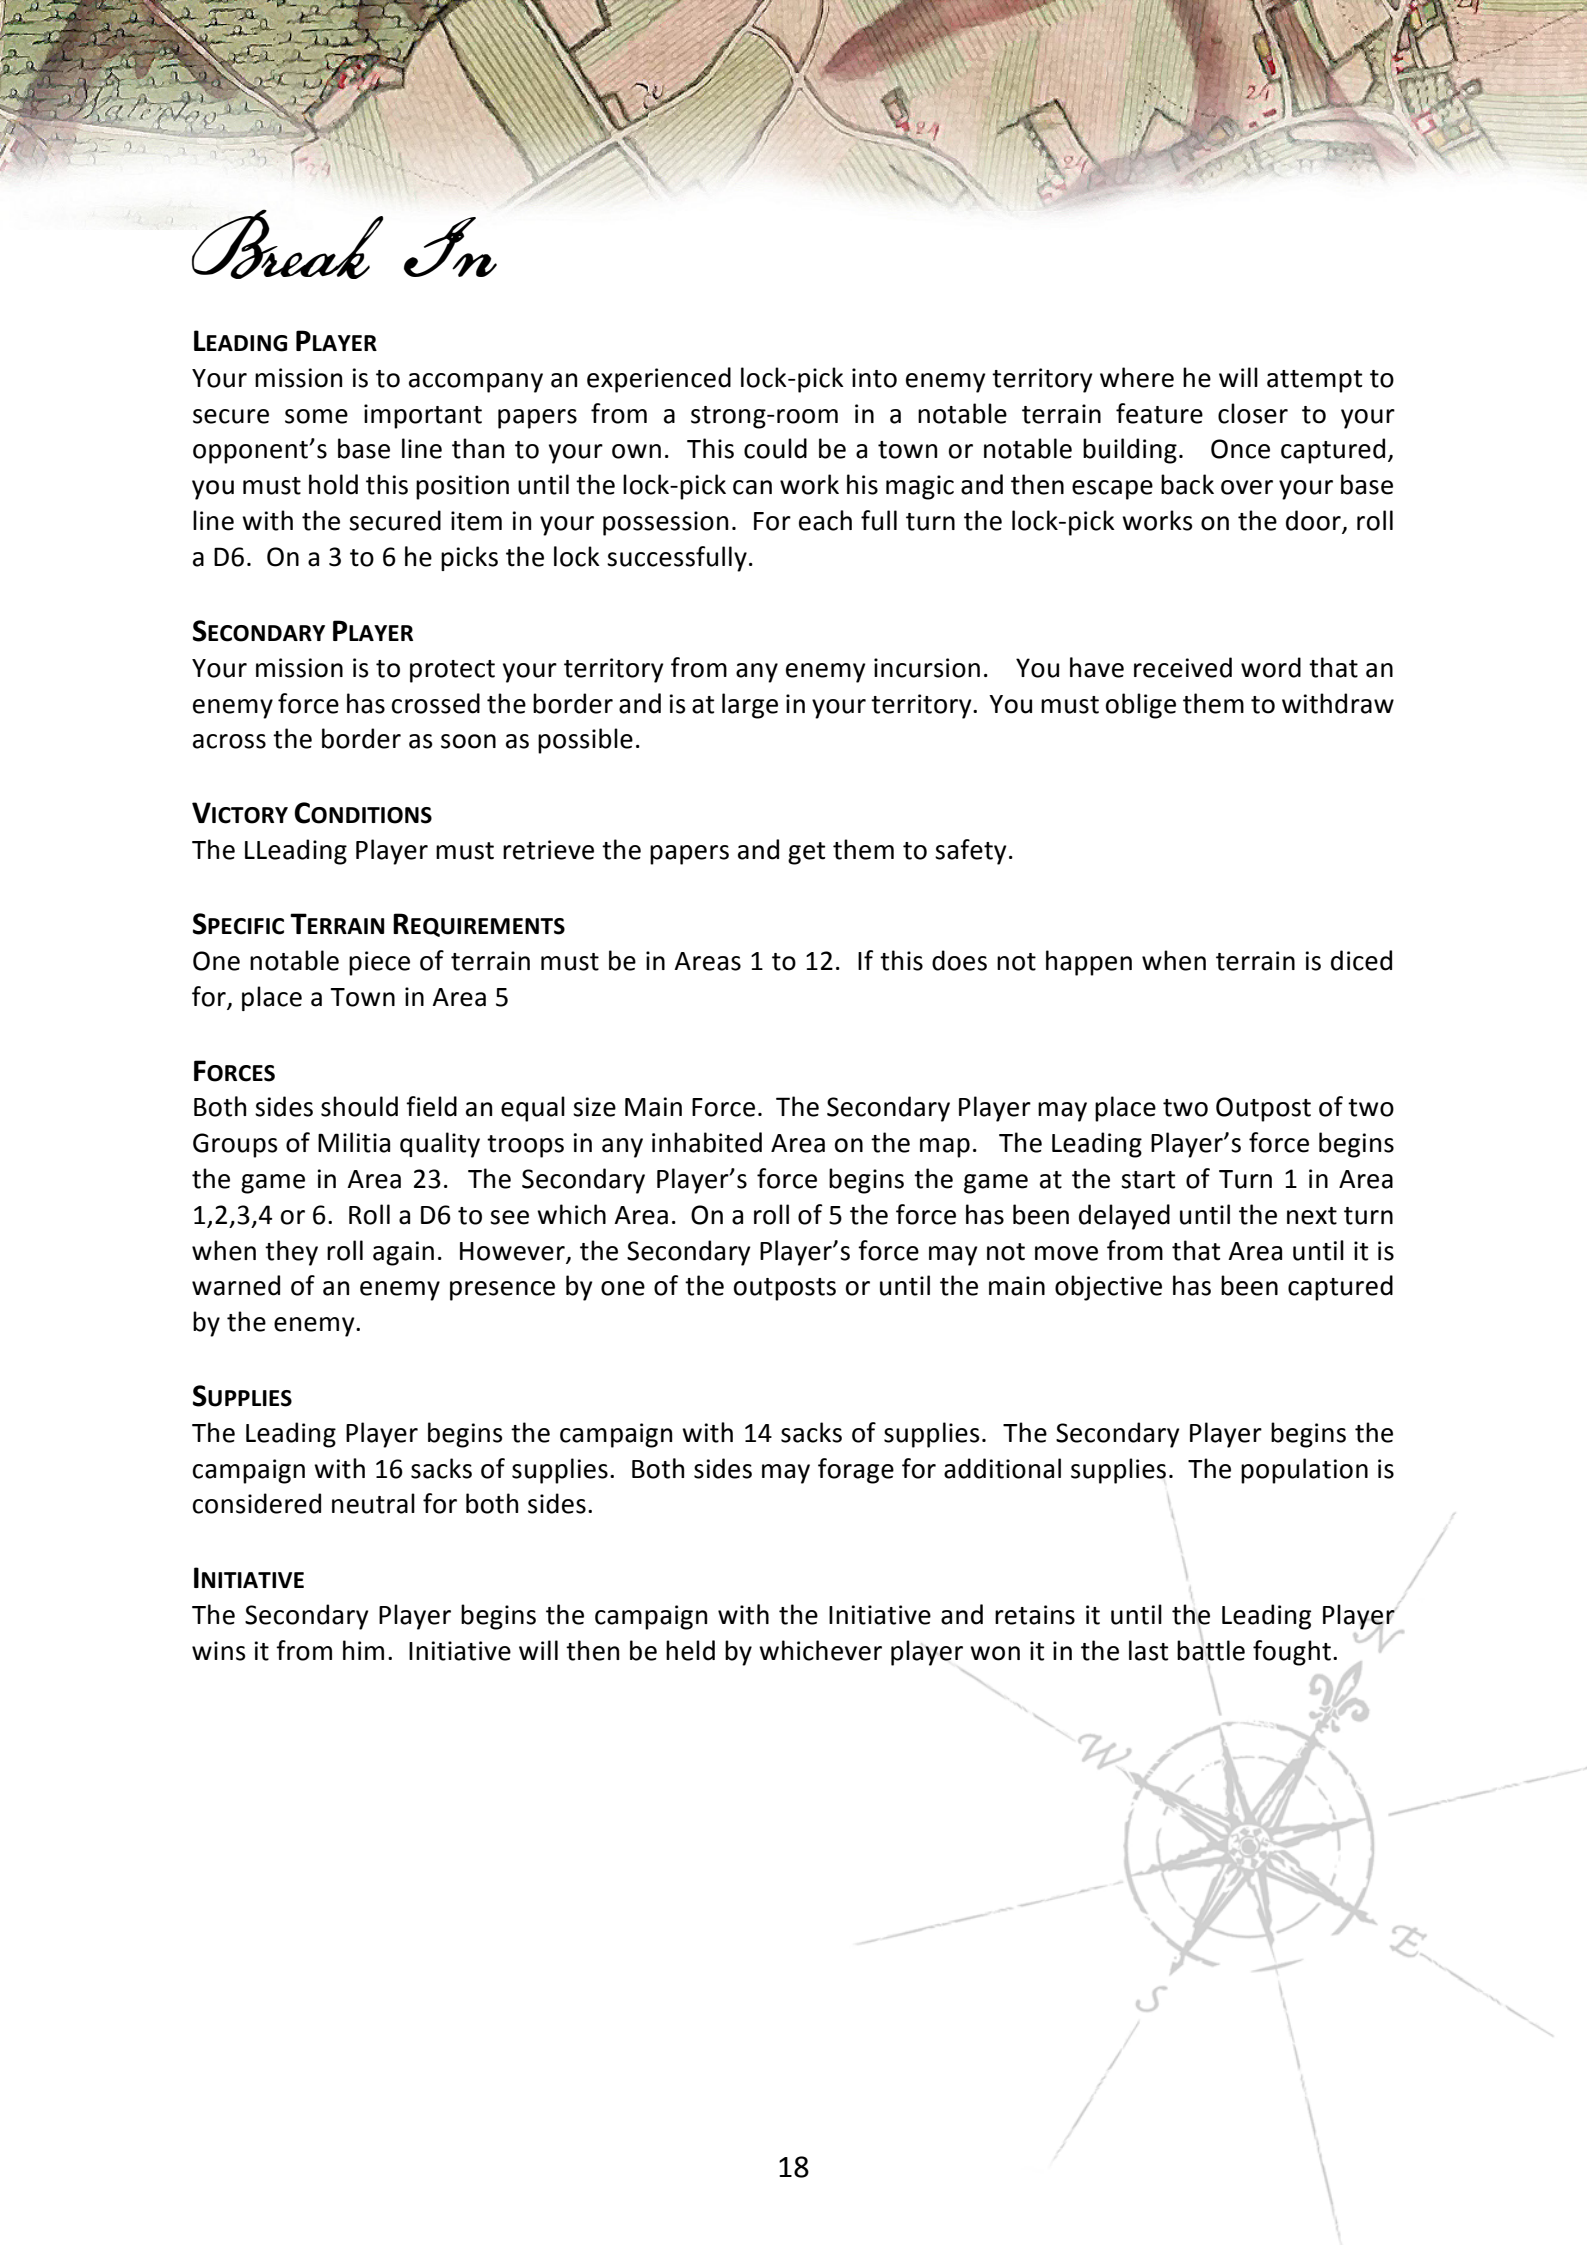 Waterloo
24
24
24
24
Break In
LEADING PLAYER
Your mission is to accompany an experienced lock-pick into enemy territory where he will attempt to
secure some important papers from a strong-room in a notable terrain feature closer to your
opponent’s base line than to your own. This could be a town or notable building. Once captured,
you must hold this position until the lock-pick can work his magic and then escape back over your base
line with the secured item in your possession. For each full turn the lock-pick works on the door, roll
a D6. On a 3 to 6 he picks the lock successfully.
SECONDARY PLAYER
Your mission is to protect your territory from any enemy incursion. You have received word that an
enemy force has crossed the border and is at large in your territory. You must oblige them to withdraw
across the border as soon as possible.
VICTORY CONDITIONS
The LLeading Player must retrieve the papers and get them to safety.
SPECIFIC TERRAIN REQUIREMENTS
One notable piece of terrain must be in Areas 1 to 12. If this does not happen when terrain is diced
for, place a Town in Area 5
FORCES
Both sides should field an equal size Main Force. The Secondary Player may place two Outpost of two
Groups of Militia quality troops in any inhabited Area on the map. The Leading Player’s force begins
the game in Area 23. The Secondary Player’s force begins the game at the start of Turn 1 in Area
1,2,3,4 or 6. Roll a D6 to see which Area. On a roll of 5 the force has been delayed until the next turn
when they roll again. However, the Secondary Player’s force may not move from that Area until it is
warned of an enemy presence by one of the outposts or until the main objective has been captured
by the enemy.
SUPPLIES
The Leading Player begins the campaign with 14 sacks of supplies. The Secondary Player begins the
campaign with 16 sacks of supplies. Both sides may forage for additional supplies. The population is
considered neutral for both sides.
INITIATIVE
The Secondary Player begins the campaign with the Initiative and retains it until the Leading Player
wins it from him. Initiative will then be held by whichever player won it in the last battle fought.
N
W
E
S
18